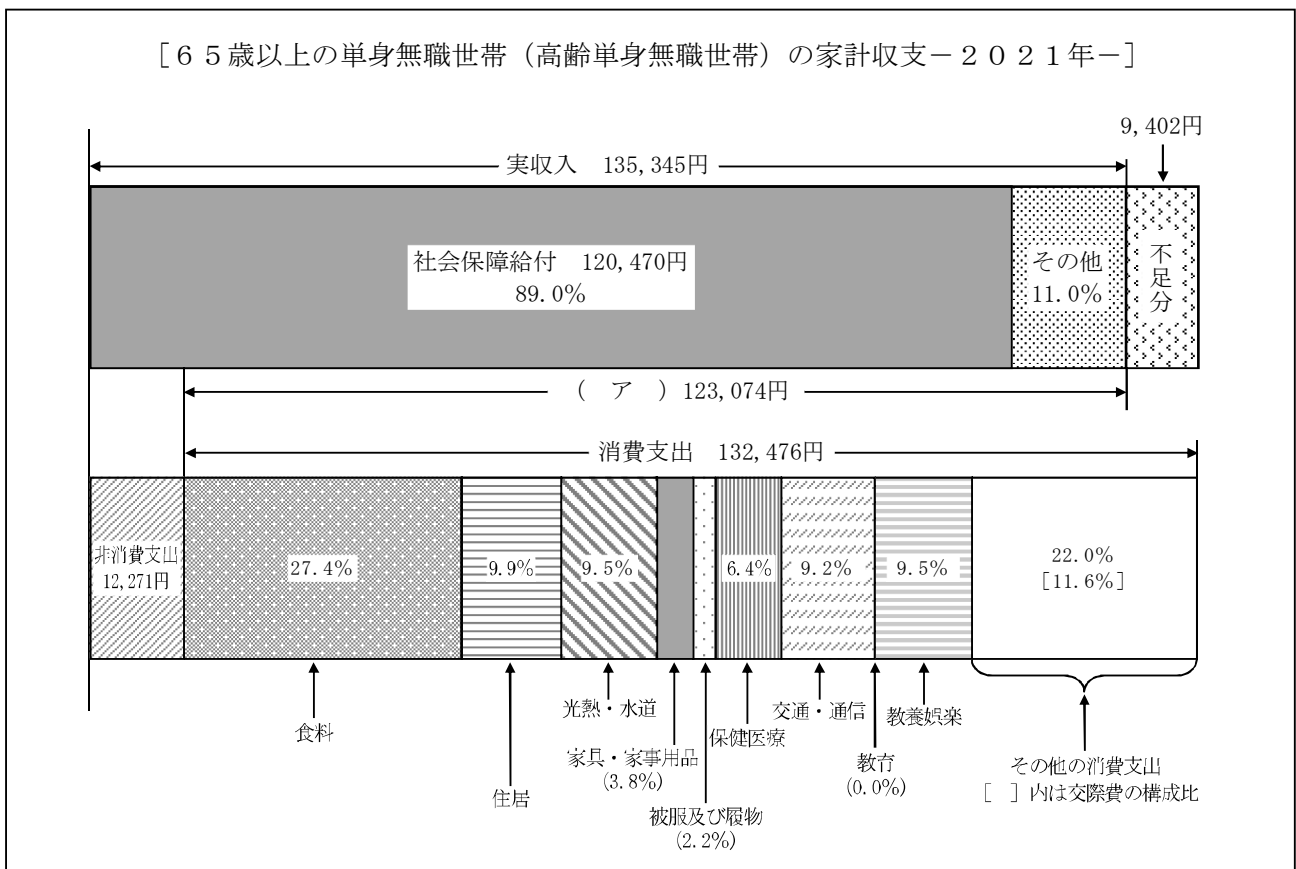 [65歳以上の単身無職世帯（高齢単身無職世帯）の家計収支－2021年－]
9,402円
実収入　135,345円
社会保障給付　120,470円
89.0%
その他
11.0%
不足分
（　ア　）123,074円
消費支出　132,476円
非消費支出
12,271円
27.4%
9.9%
9.5%
6.4%
9.2%
9.5%
22.0%
[11.6%]
食料
住居
光熱・水道
家具・家事用品
(3.8%)
被服及び履物
(2.2%)
保健医療
交通・通信
教育
(0.0%)
教養娯楽
その他の消費支出
[　]内は交際費の構成比